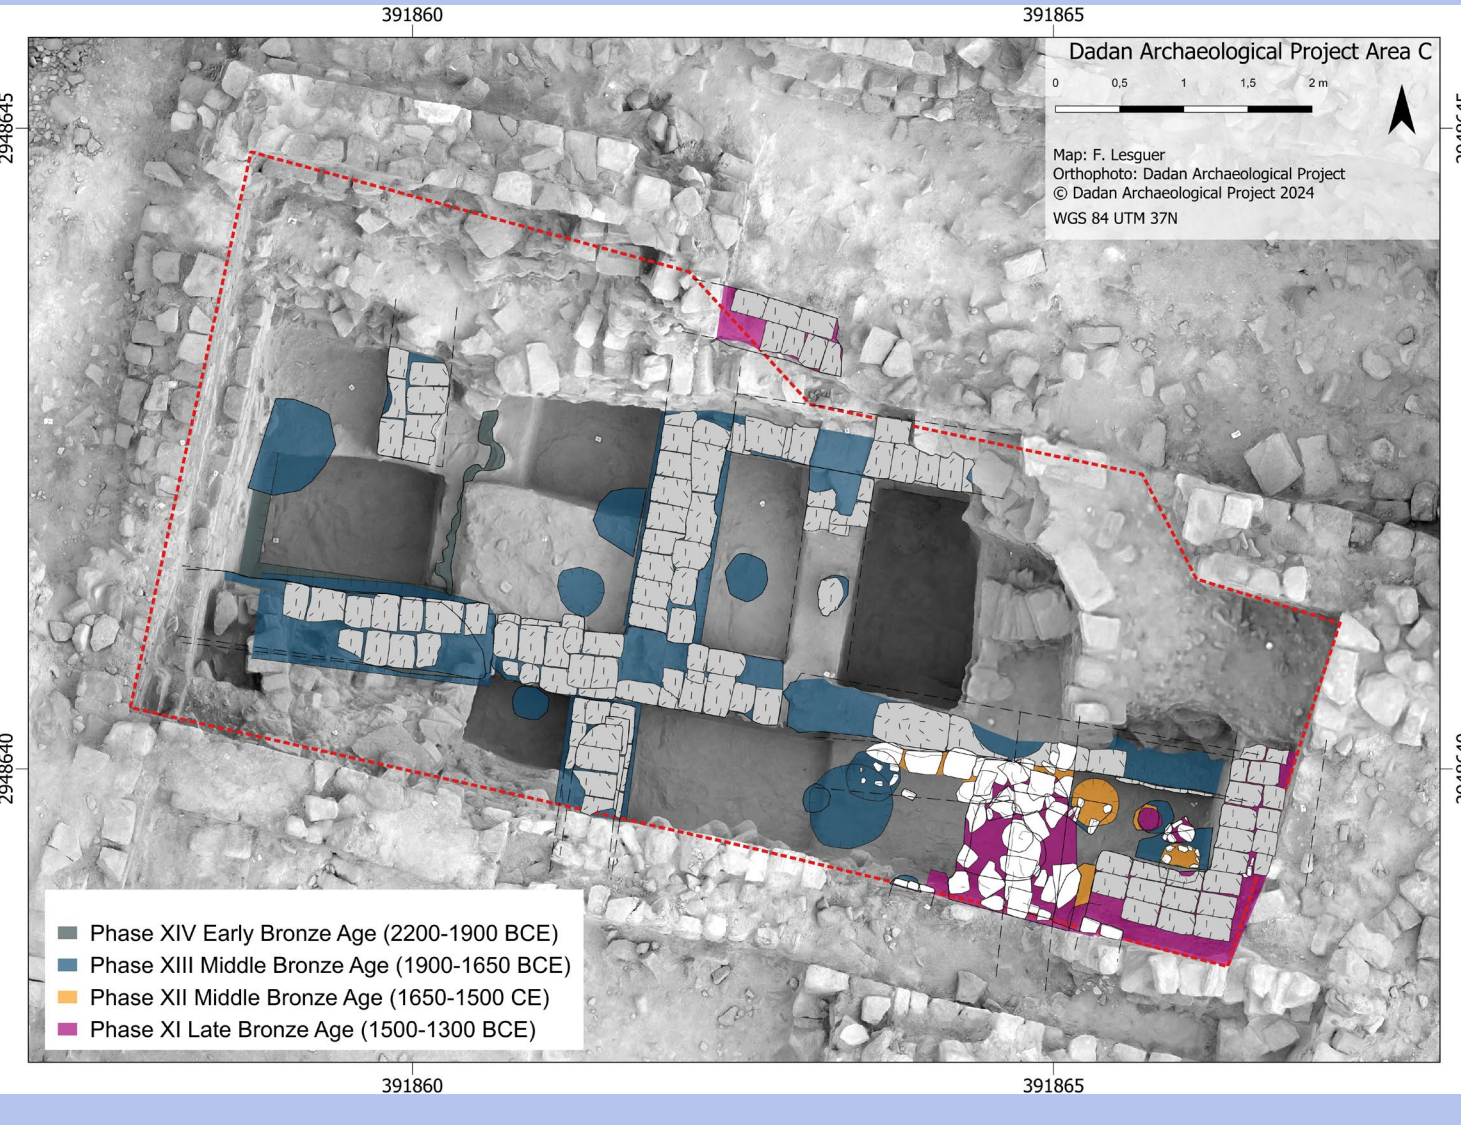 391860
391865
Dadan Archaeological Project Area C
0 0,5 1 1,5 2 m
Map: F. Lesguer
Orthophoto: Dadan Archaeological Project
© Dadan Archaeological Project 2024
WGS 84 UTM 37N
2948645
2948645
2948640
2948640
Phase XIV Early Bronze Age (2200-1900 BCE)
Phase XIII Middle Bronze Age (1900-1650 BCE)
Phase XII Middle Bronze Age (1650-1500 CE)
Phase XI Late Bronze Age (1500-1300 BCE)
391860
391865